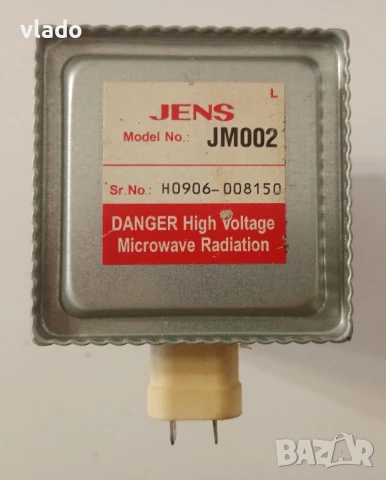 vlado
L
JENS
Model No.: JM002
Sr.No.: H0906-008150
DANGER High Voltage
Microwave Radiation
BAZAR